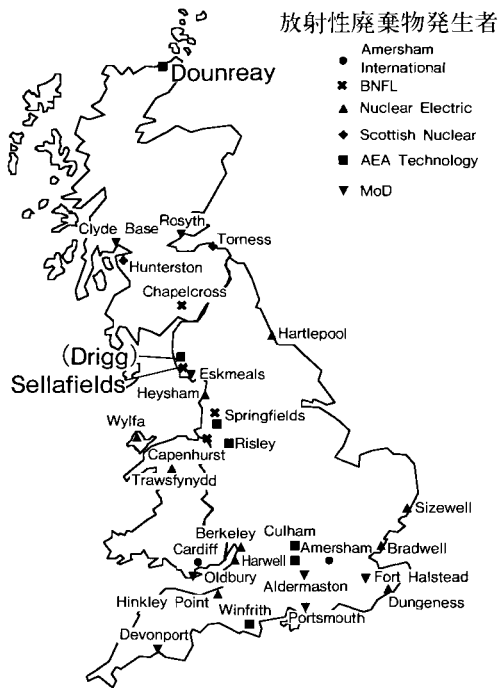 放射性廃棄物発生者
Amersham
International
BNFL
Nuclear Electric
Scottish Nuclear
AEA Technology
MoD
Dounreay
Clyde Base
Rosyth
Torness
Hunterston
Chapelcross
Hartlepool
(Drigg)
Sellafields
Eskmeals
Heysham
Springfields
Wylfa
Risley
Capenhurst
Trawsfynydd
Sizewell
Berkeley
Culham
Cardiff
Harwell
Amersham
Bradwell
Oldbury
Aldermaston
Fort Halstead
Hinkley Point
Dungeness
Winfrith
Portsmouth
Devonport